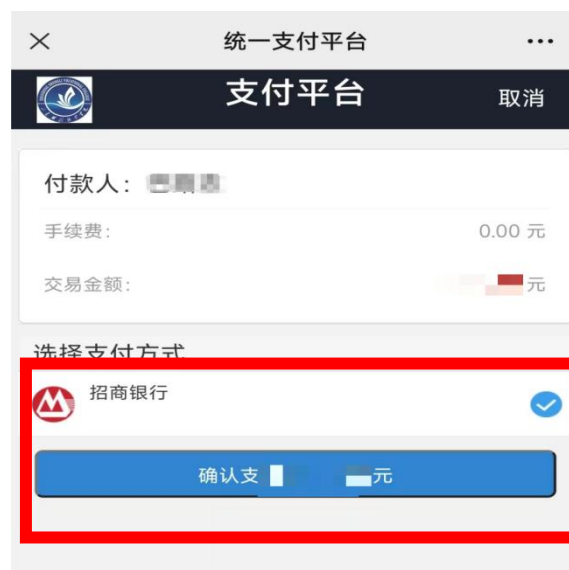 统一支付平台
支付平台
取消
付款人：
手续费：
0.00 元
交易金额：
元
选择支付方式
招商银行
确认支
元